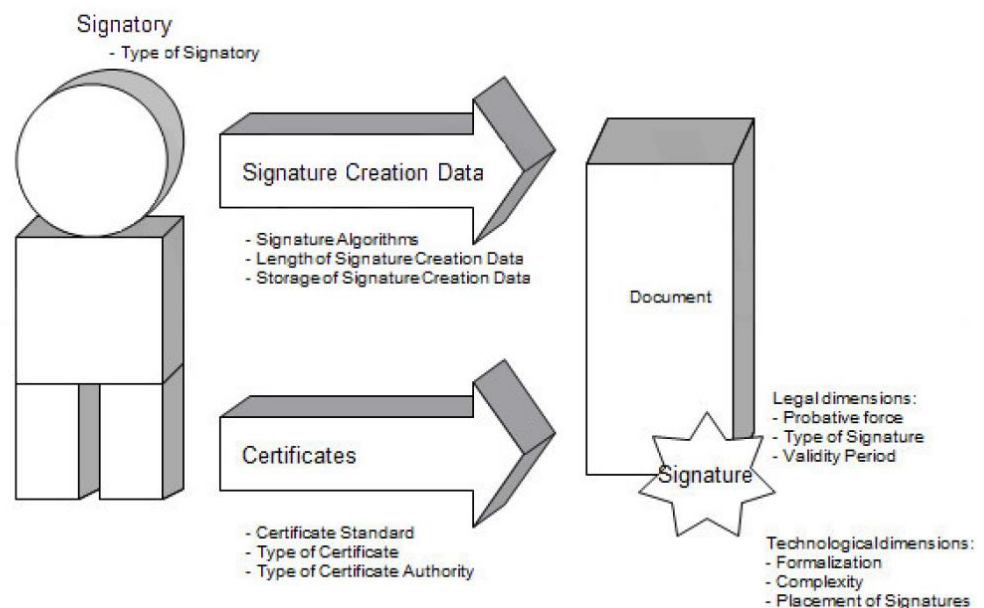 Signatory
- Type of Signatory
Signature Creation Data
- Signature Algorithms
- Length of Signature Creation Data
- Storage of Signature Creation Data
Document
Certificates
- Certificate Standard
- Type of Certificate
- Type of Certificate Authority
Signature
Legal dimensions:
- Probative force
- Type of Signature
- Validity Period
Technological dimensions:
- Formalization
- Complexity
- Placement of Signatures